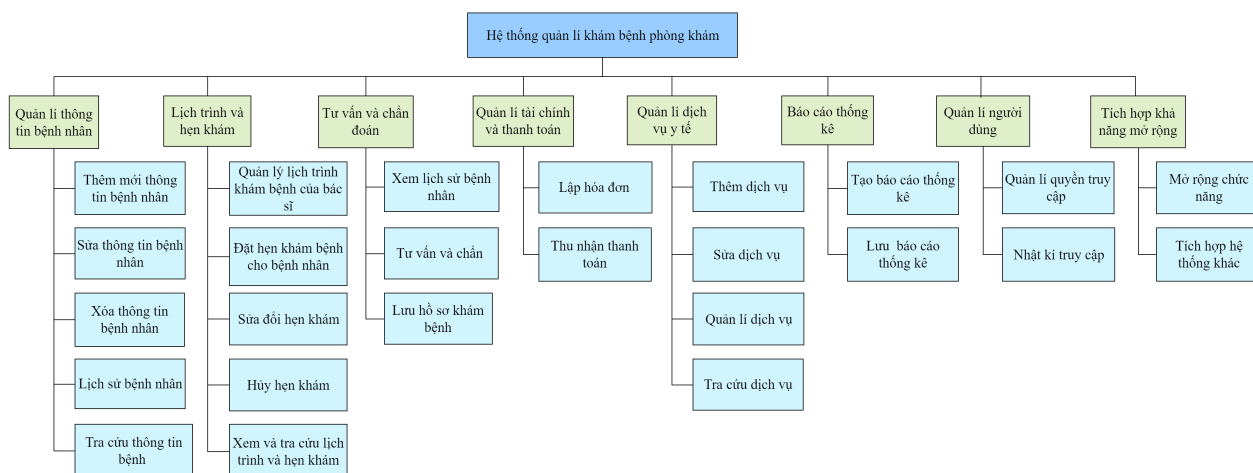 Hệ thống quản lí khám bệnh phòng khám
Quản lí thông
tin bệnh nhân
Thêm mới thông
tin bệnh nhân
Sửa thông tin bệnh
nhân
Xóa thông tin
bệnh nhân
Lịch sử bệnh nhân
Tra cứu thông tin
bệnh
Lịch trình và
hẹn khám
Quản lý lịch trình
khám bệnh của bác
sĩ
Đặt hẹn khám bệnh
cho bệnh nhân
Sửa đổi hẹn khám
Hủy hẹn khám
Xem và tra cứu lịch
trình và hẹn khám
Tư vấn và chẩn
đoán
Xem lịch sử bệnh
nhân
Tư vấn và chẩn
Lưu hồ sơ khám
bệnh
Quản lí tài chính
và thanh toán
Lập hóa đơn
Thu nhận thanh
toán
Quản lí dịch
vụ y tế
Thêm dịch vụ
Sửa dịch vụ
Quản lí dịch vụ
Tra cứu dịch vụ
Báo cáo thống
kê
Tạo báo cáo thống
kê
Lưu báo cáo
thống kê
Quản lí người
dùng
Quản lí quyền truy
cập
Nhật kí truy cập
Tích hợp khả
năng mở rộng
Mở rộng chức
năng
Tích hợp hệ
thống khác